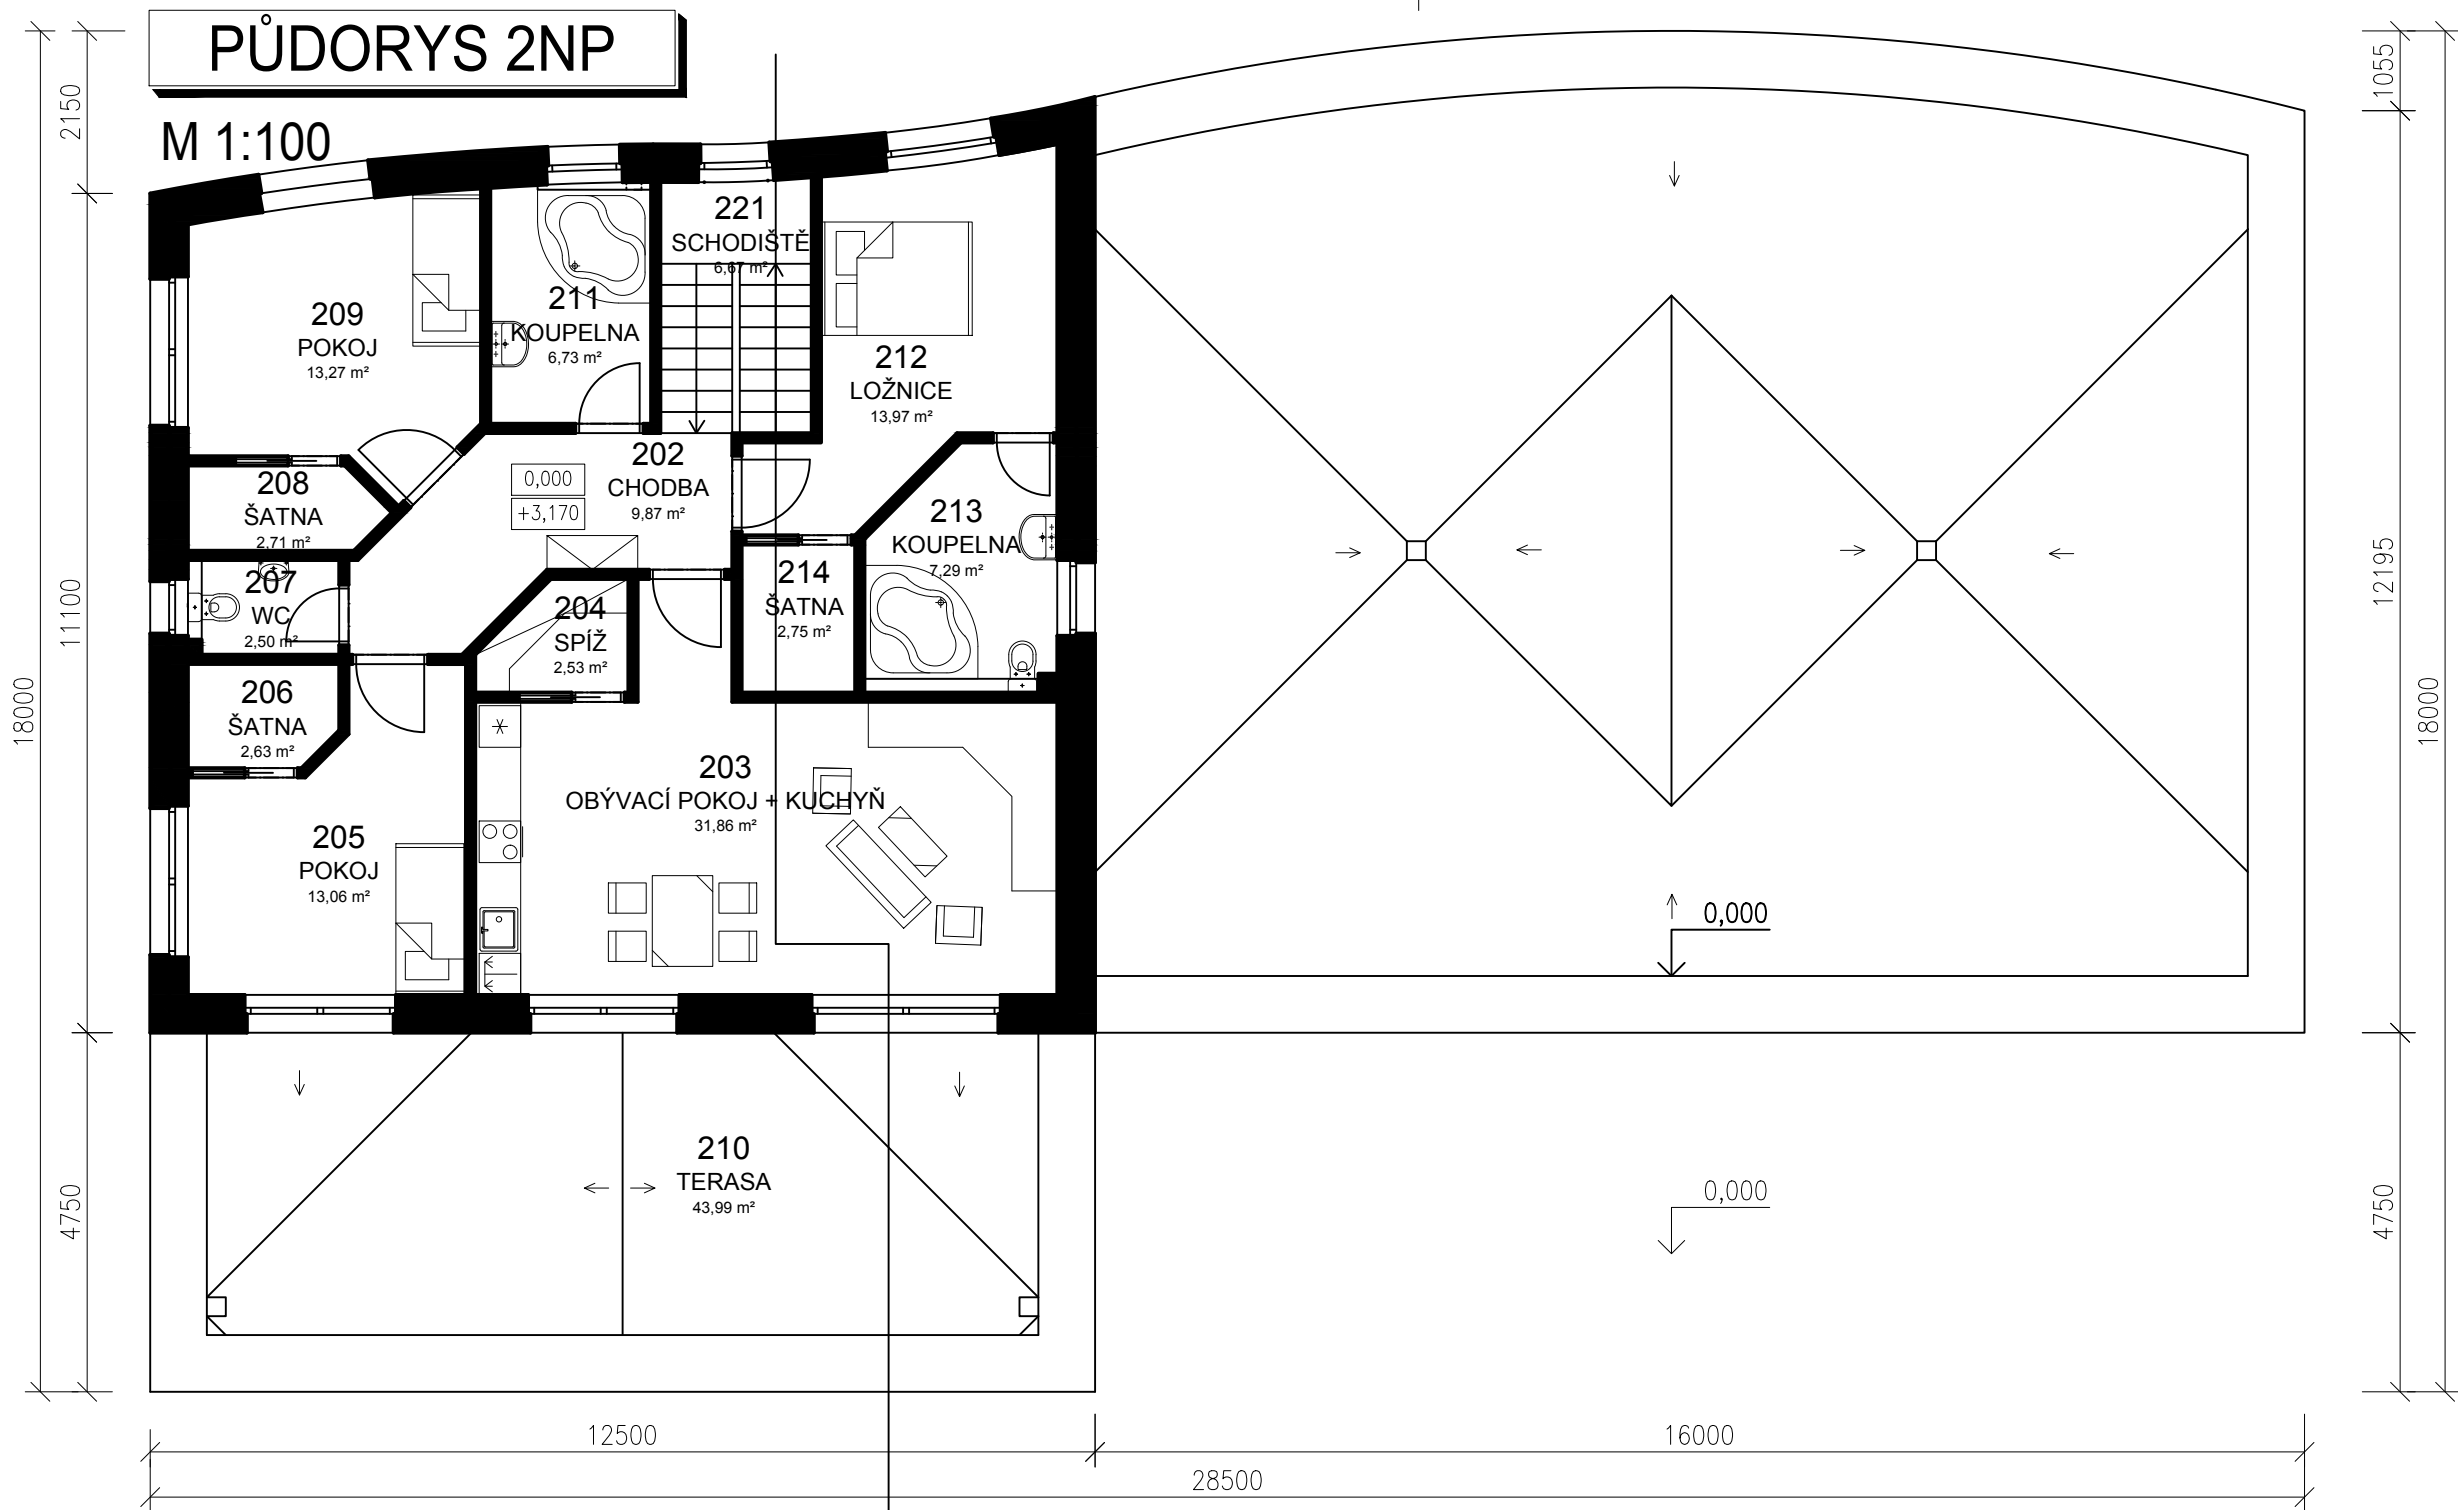 PŮDORYS 2NP
M 1:100
2150
11100
18000
4750
1055
12195
18000
4750
221
SCHODIŠTĚ
6,67 m²
211
KOUPELNA
6,73 m²
209
POKOJ
13,27 m²
212
LOŽNICE
13,97 m²
208
ŠATNA
2,71 m²
0,000
+3,170
202
CHODBA
9,87 m²
213
KOUPELNA
7,29 m²
207
WC
2,50 m²
204
SPÍŽ
2,53 m²
214
ŠATNA
2,75 m²
206
ŠATNA
2,63 m²
203
OBÝVACÍ POKOJ + KUCHYŇ
31,86 m²
205
POKOJ
13,06 m²
0,000
210
TERASA
43,99 m²
0,000
12500
16000
28500